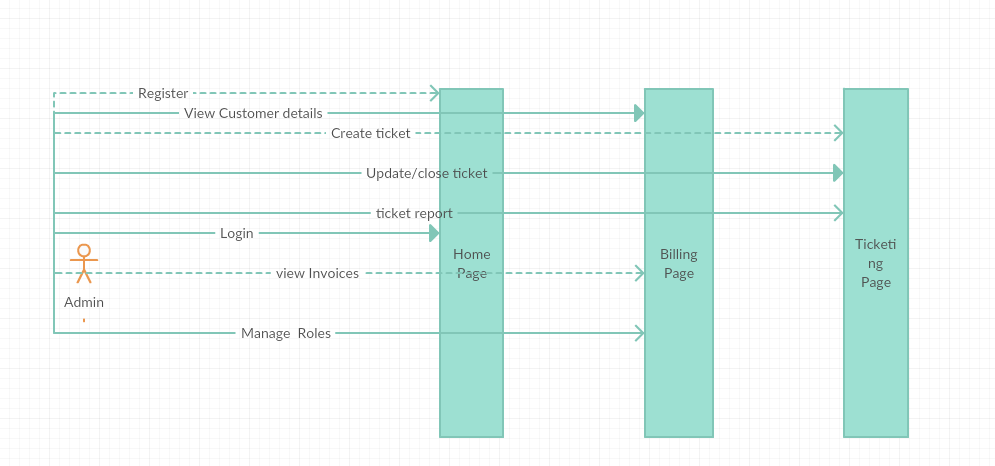 Register
View Customer details
Create ticket
Update/close ticket
ticket report
Login
Home
Page
Billing
Page
Ticketi
ng
Page
view Invoices
Admin
Manage  Roles